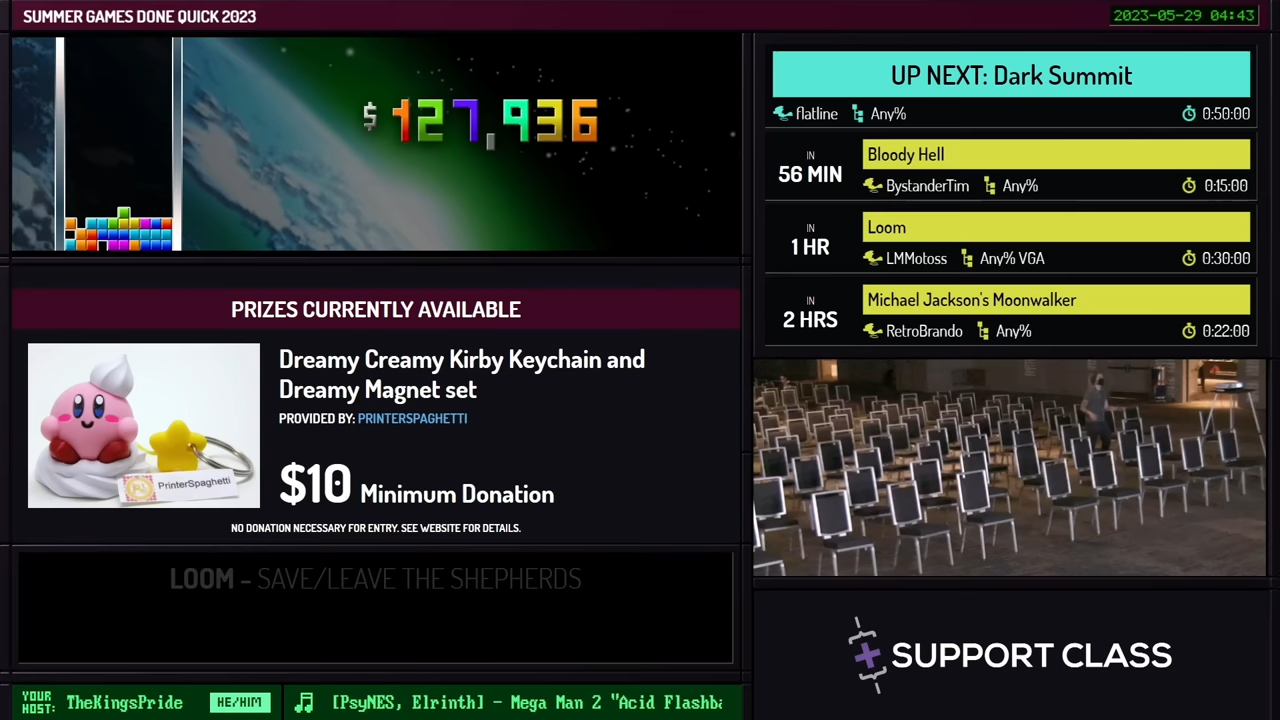 SUMMER GAMES DONE QUICK 2023
2023-05-29 04:43
$ 127,936
UP NEXT: Dark Summit
flatline Any% 0:50:00
IN
56 MIN
Bloody Hell
BystanderTim Any% 0:15:00
IN
1 HR
Loom
LMMotoss Any% VGA 0:30:00
IN
2 HRS
Michael Jackson's Moonwalker
RetroBrando Any% 0:22:00
PRIZES CURRENTLY AVAILABLE
Dreamy Creamy Kirby Keychain and
Dreamy Magnet set
PROVIDED BY: PRINTERSPAGHETTI
PrinterSpaghetti
$10 Minimum Donation
NO DONATION NECESSARY FOR ENTRY. SEE WEBSITE FOR DETAILS.
LOOM - SAVE/LEAVE THE SHEPHERDS
SUPPORT CLASS
YOUR
HOST:
TheKingsPride HE/HIM
[PsyNES, Elrinth] - Mega Man 2 "Acid Flashba